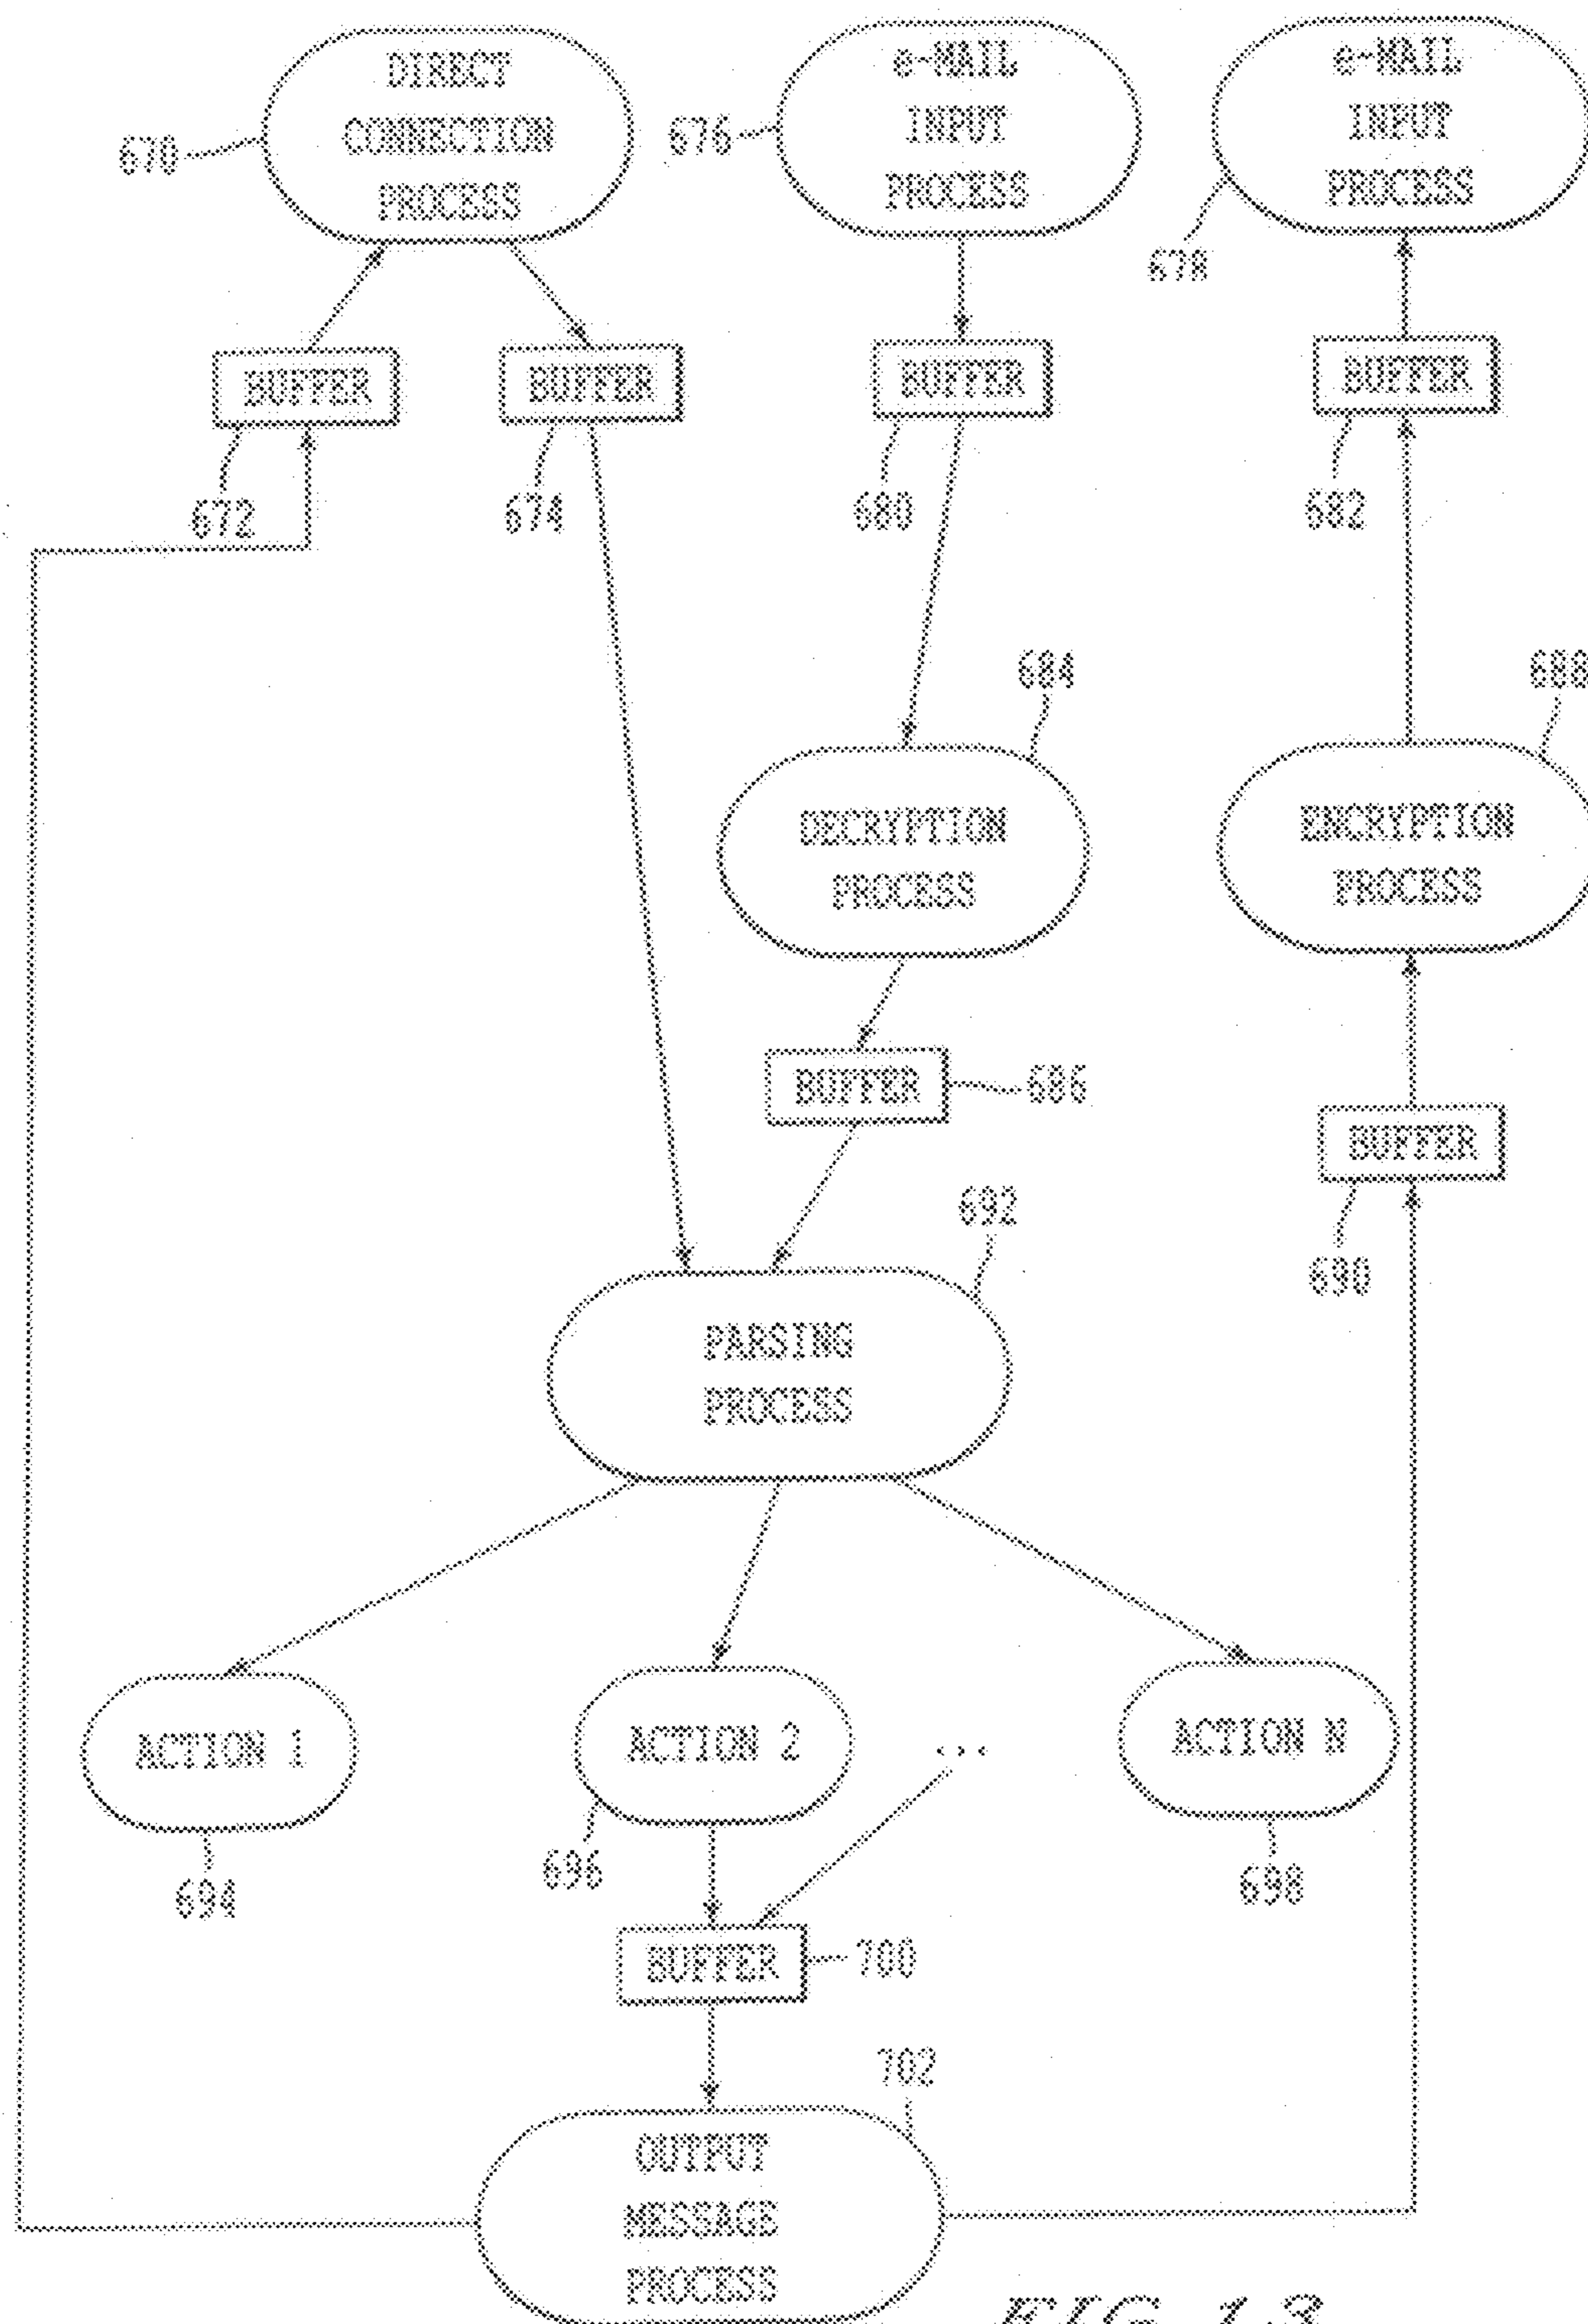 DIRECT
CONNECTION
PROCESS
670
e-MAIL
INPUT
PROCESS
676
e-MAIL
INPUT
PROCESS
678
BUFFER
672
BUFFER
674
BUFFER
680
BUFFER
682
684
DECRYPTION
PROCESS
688
ENCRYPTION
PROCESS
BUFFER
686
BUFFER
690
692
PARSING
PROCESS
ACTION 1
694
ACTION 2
696
...
ACTION N
698
BUFFER
700
702
OUTPUT
MESSAGE
PROCESS
FIG. 13